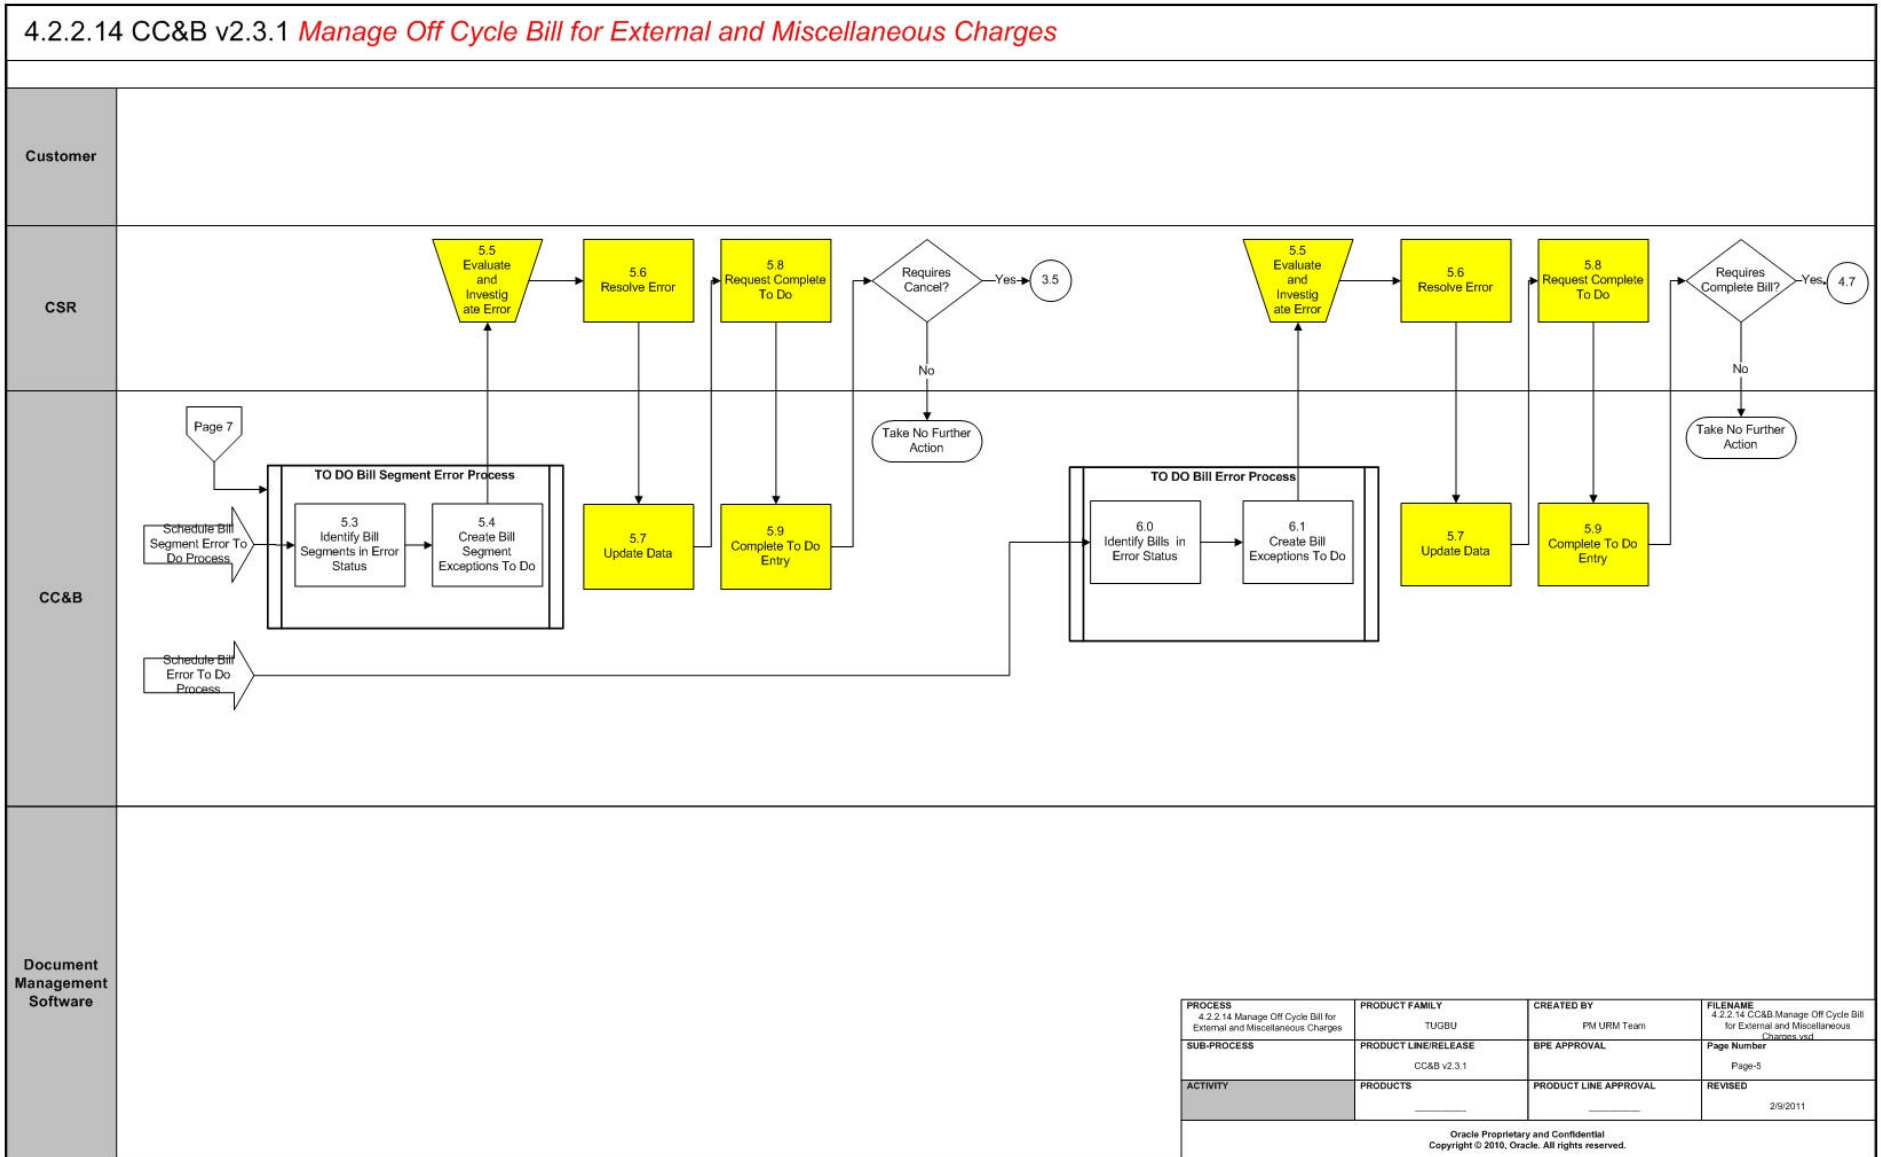 4.2.2.14 CC&B v2.3.1 Manage Off Cycle Bill for External and Miscellaneous Charges
Customer
CSR
5.5
Evaluate
and
Investig
ate Error
5.6
Resolve Error
5.8
Request Complete
To Do
Requires
Cancel?
Yes
3.5
No
5.5
Evaluate
and
Investig
ate Error
5.6
Resolve Error
5.8
Request Complete
To Do
Requires
Complete Bill?
Yes
4.7
No
CC&B
Page 7
Take No Further
Action
Take No Further
Action
TO DO Bill Segment Error Process
Schedule Bill
Segment Error To
Do Process
5.3
Identify Bill
Segments in Error
Status
5.4
Create Bill
Segment
Exceptions To Do
5.7
Update Data
5.9
Complete To Do
Entry
TO DO Bill Error Process
6.0
Identify Bills in
Error Status
6.1
Create Bill
Exceptions To Do
5.7
Update Data
5.9
Complete To Do
Entry
Schedule Bill
Error To Do
Process
Document
Management
Software
PROCESS
4.2.2.14 Manage Off Cycle Bill for
External and Miscellaneous Charges
PRODUCT FAMILY
TUGBU
CREATED BY
PM URM Team
FILENAME
4.2.2.14 CC&B.Manage Off Cycle Bill
for External and Miscellaneous
Charges.vsd
SUB-PROCESS
PRODUCT LINE/RELEASE
CC&B v2.3.1
BPE APPROVAL
Page Number
Page-5
ACTIVITY
PRODUCTS
PRODUCT LINE APPROVAL
REVISED
2/9/2011
Oracle Proprietary and Confidential
Copyright © 2010, Oracle. All rights reserved.